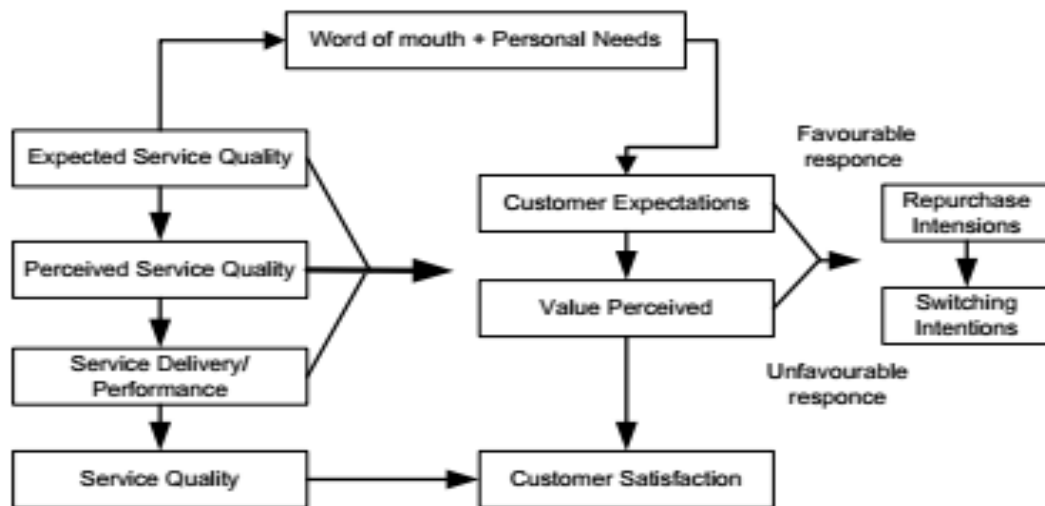 Word of mouth + Personal Needs
Expected Service Quality
Perceived Service Quality
Service Delivery/
Performance
Service Quality
Customer Expectations
Value Perceived
Customer Satisfaction
Favourable
responce
Unfavourable
responce
Repurchase
Intensions
Switching
Intentions